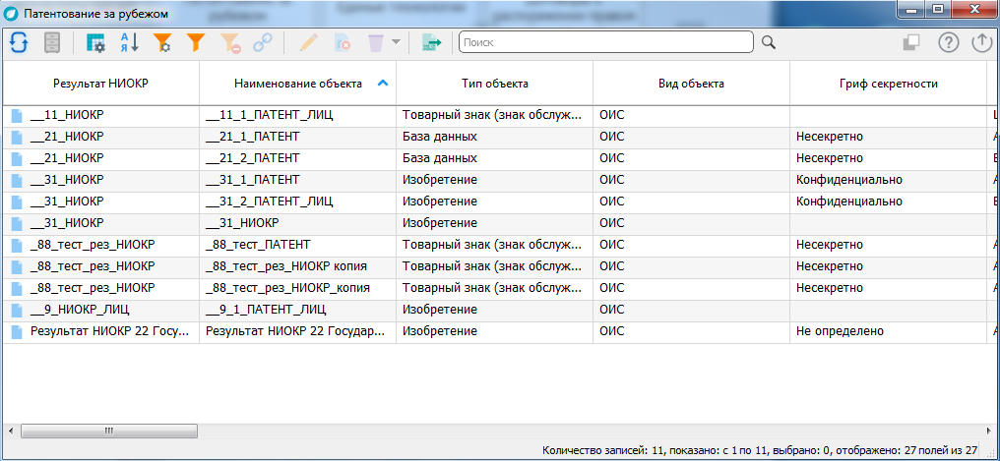 Патентование за рубежом
Поиск
Результат НИОКР Наименование объекта Тип объекта Вид объекта Гриф секретности
__11_НИОКР __11_1_ПАТЕНТ_ЛИЦ Товарный знак (знак обслуж... ОИС
__21_НИОКР __21_1_ПАТЕНТ База данных ОИС Несекретно
__21_НИОКР __21_2_ПАТЕНТ База данных ОИС Несекретно
__31_НИОКР __31_1_ПАТЕНТ Изобретение ОИС Конфиденциально
__31_НИОКР __31_2_ПАТЕНТ_ЛИЦ Изобретение ОИС Конфиденциально
__31_НИОКР __31_НИОКР Изобретение ОИС
_88_тест_рез_НИОКР _88_тест_ПАТЕНТ Товарный знак (знак обслуж... ОИС Несекретно
_88_тест_рез_НИОКР _88_тест_рез_НИОКР копия Товарный знак (знак обслуж... ОИС Несекретно
_88_тест_рез_НИОКР _88_тест_рез_НИОКР_копия Товарный знак (знак обслуж... ОИС Несекретно
__9_НИОКР_ЛИЦ __9_1_ПАТЕНТ_ЛИЦ Изобретение ОИС
Результат НИОКР 22 Госу... Результат НИОКР 22 Государ... Изобретение ОИС Не определено
Количество записей: 11, показано: с 1 по 11, выбрано: 0, отображено: 27 полей из 27